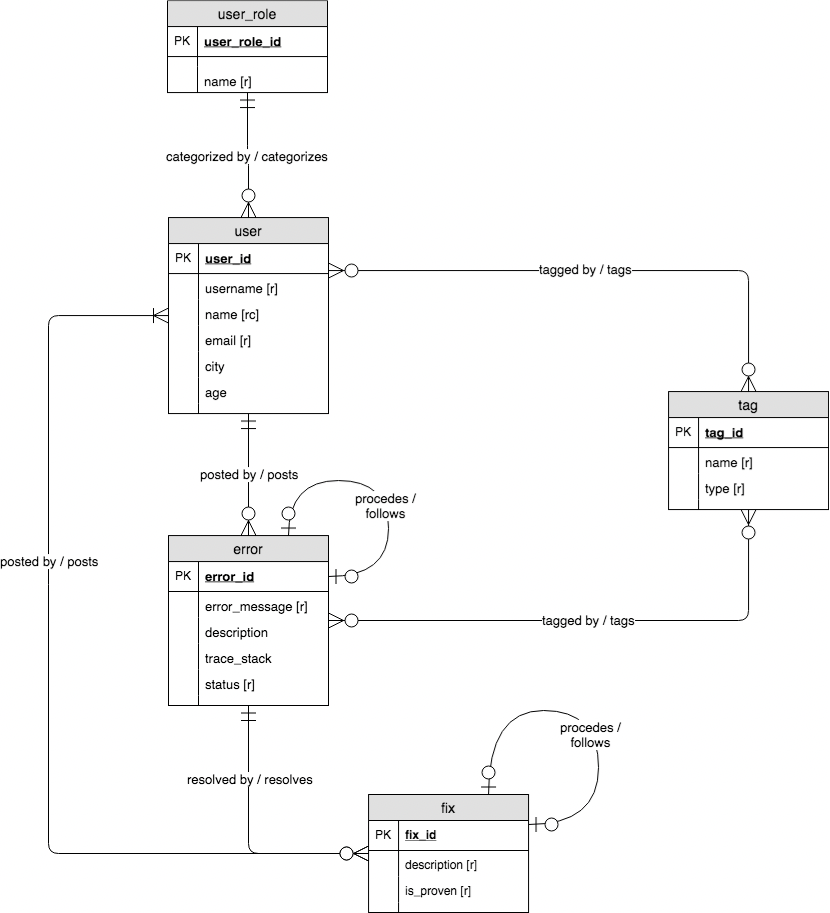 user_role
PK user_role_id
name [r]
categorized by / categorizes
user
PK user_id
username [r]
name [rc]
email [r]
city
age
tagged by / tags
tag
PK tag_id
name [r]
type [r]
posted by / posts
procedes /
follows
error
PK error_id
error_message [r]
description
trace_stack
status [r]
posted by / posts
tagged by / tags
resolved by / resolves
procedes /
follows
fix
PK fix_id
description [r]
is_proven [r]